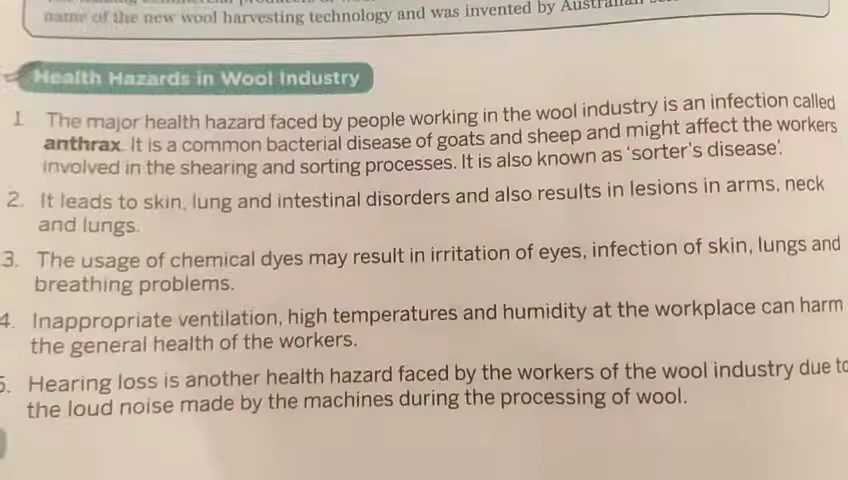 name of the new wool harvesting technology and was invented by Australian
Health Hazards in Wool Industry
1 The major health hazard faced by people working in the wool industry is an infection called
anthrax. It is a common bacterial disease of goats and sheep and might affect the workers
involved in the shearing and sorting processes. It is also known as ‘sorter’s disease’.
2. It leads to skin, lung and intestinal disorders and also results in lesions in arms, neck
and lungs.
3. The usage of chemical dyes may result in irritation of eyes, infection of skin, lungs and
breathing problems.
4. Inappropriate ventilation, high temperatures and humidity at the workplace can harm
the general health of the workers.
5. Hearing loss is another health hazard faced by the workers of the wool industry due to
the loud noise made by the machines during the processing of wool.